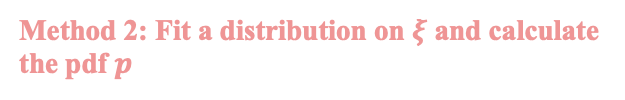 Method 2: Fit a distribution on ξ and calculate
the pdf p